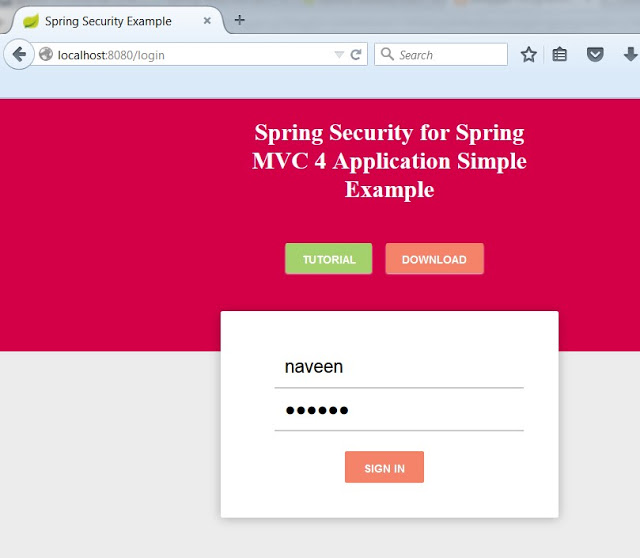 Spring Security Example
localhost:8080/login
Search
Spring Security for Spring
MVC 4 Application Simple
Example
TUTORIAL DOWNLOAD
naveen
●●●●●●
SIGN IN